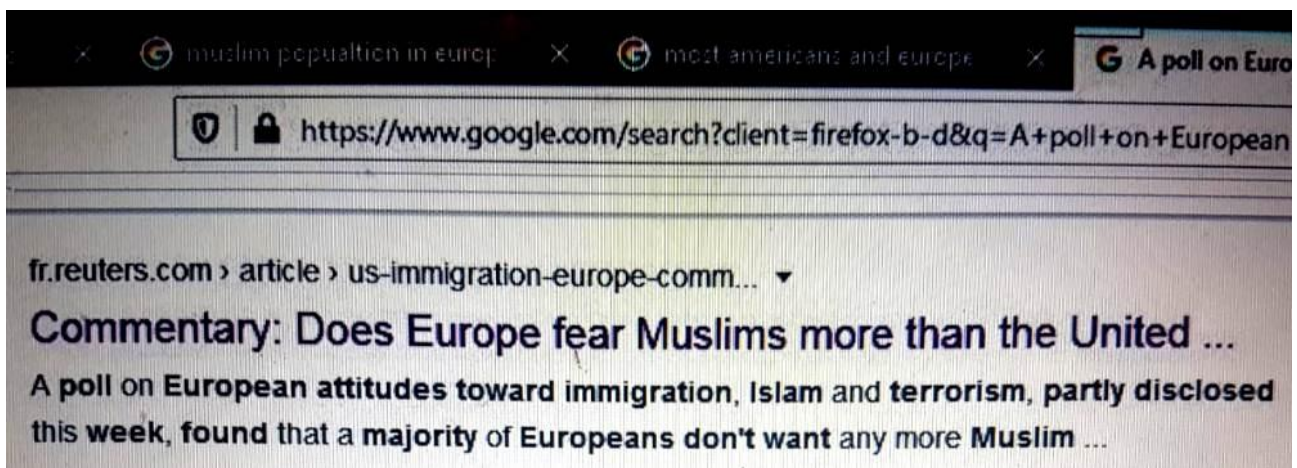 muslim popualtion in europ
most americans and europe
A poll on Euro
https://www.google.com/search?client=firefox-b-d&q=A+poll+on+European
fr.reuters.com › article › us-immigration-europe-comm...
Commentary: Does Europe fear Muslims more than the United ...
A poll on European attitudes toward immigration, Islam and terrorism, partly disclosed
this week, found that a majority of Europeans don't want any more Muslim ...